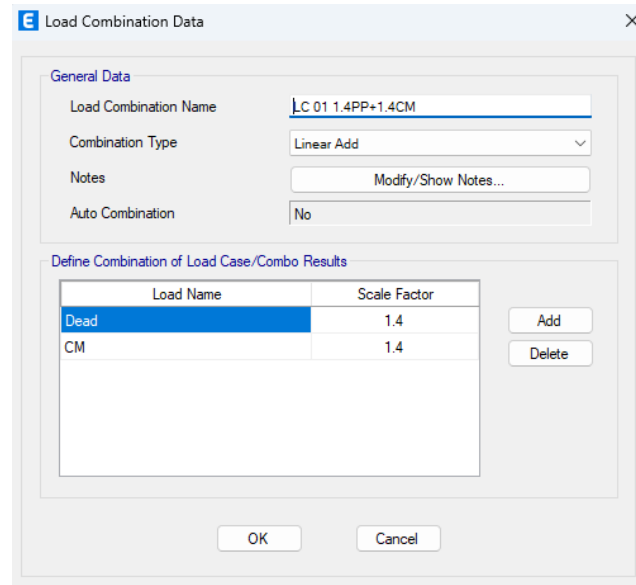 E Load Combination Data
General Data
Load Combination Name LC 01 1.4PP+1.4CM
Combination Type Linear Add
Notes Modify/Show Notes...
Auto Combination No
Define Combination of Load Case/Combo Results
Load Name Scale Factor
Dead 1.4 Add
CM 1.4 Delete
OK Cancel